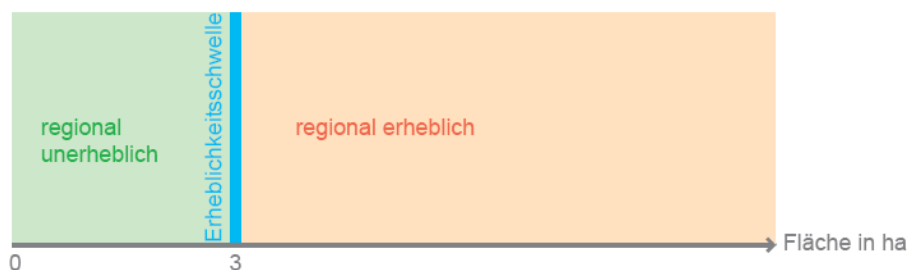 Erheblichkeitsschwelle
regional
unerheblich
regional erheblich
Fläche in ha
0
3